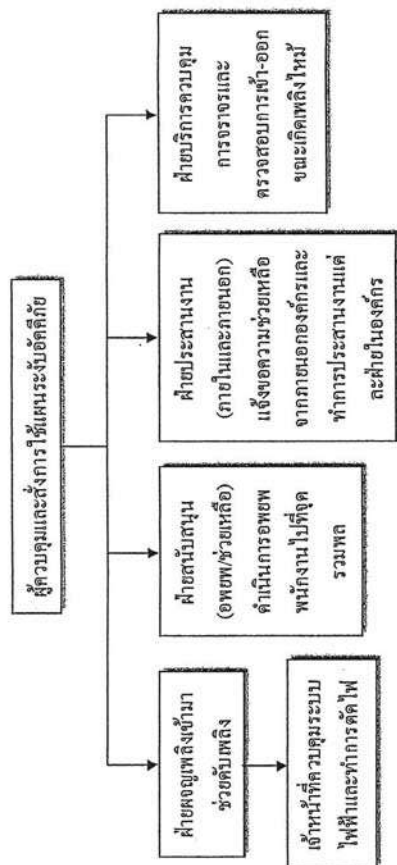 ผู้ควบคุมและสั่งการใช้แผนระงับอัคคีภัย
ฝ่ายผจญเพลิงเข้ามา
ช่วยดับเพลิง
เจ้าหน้าที่ควบคุมระบบ
ไฟฟ้าและทำการตัดไฟ
ฝ่ายสนับสนุน
(อพยพ/ช่วยเหลือ)
ดำเนินการอพยพ
พนักงานไปที่จุด
รวมพล
ฝ่ายประสานงาน
(ภายในและภายนอก)
แจ้งขอความช่วยเหลือ
จากภายนอกองค์กรและ
ทำการประสานงานแต่
ละฝ่ายในองค์กร
ฝ่ายบริการควบคุม
การจราจรและ
ตรวจสอบการเข้า-ออก
ขณะเกิดเพลิงไหม้